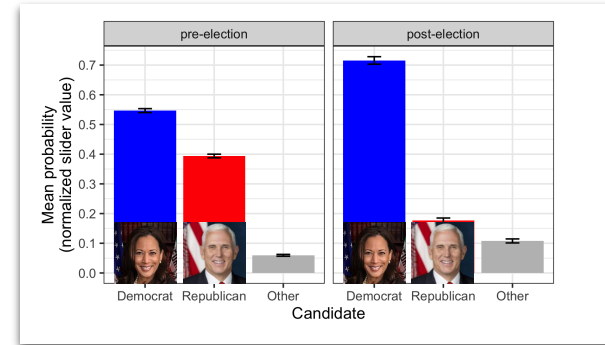 pre-election
post-election
Mean probability
(normalized slider value)
0.7
0.6
0.5
0.4
0.3
0.2
0.1
0.0
Democrat Republican Other
Democrat Republican Other
Candidate